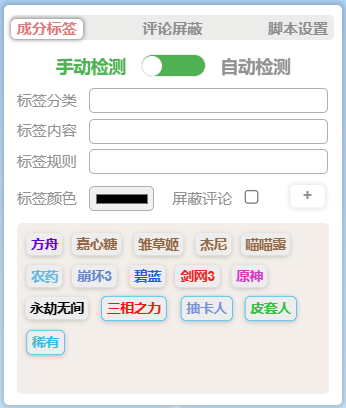 成分标签 评论屏蔽 脚本设置
手动检测 自动检测
标签分类
标签内容
标签规则
标签颜色 屏蔽评论 +
方舟 嘉心糖 雏草姬 杰尼 喵喵露
农药 崩坏3 碧蓝 剑网3 原神
永劫无间 三相之力 抽卡人 皮套人
稀有